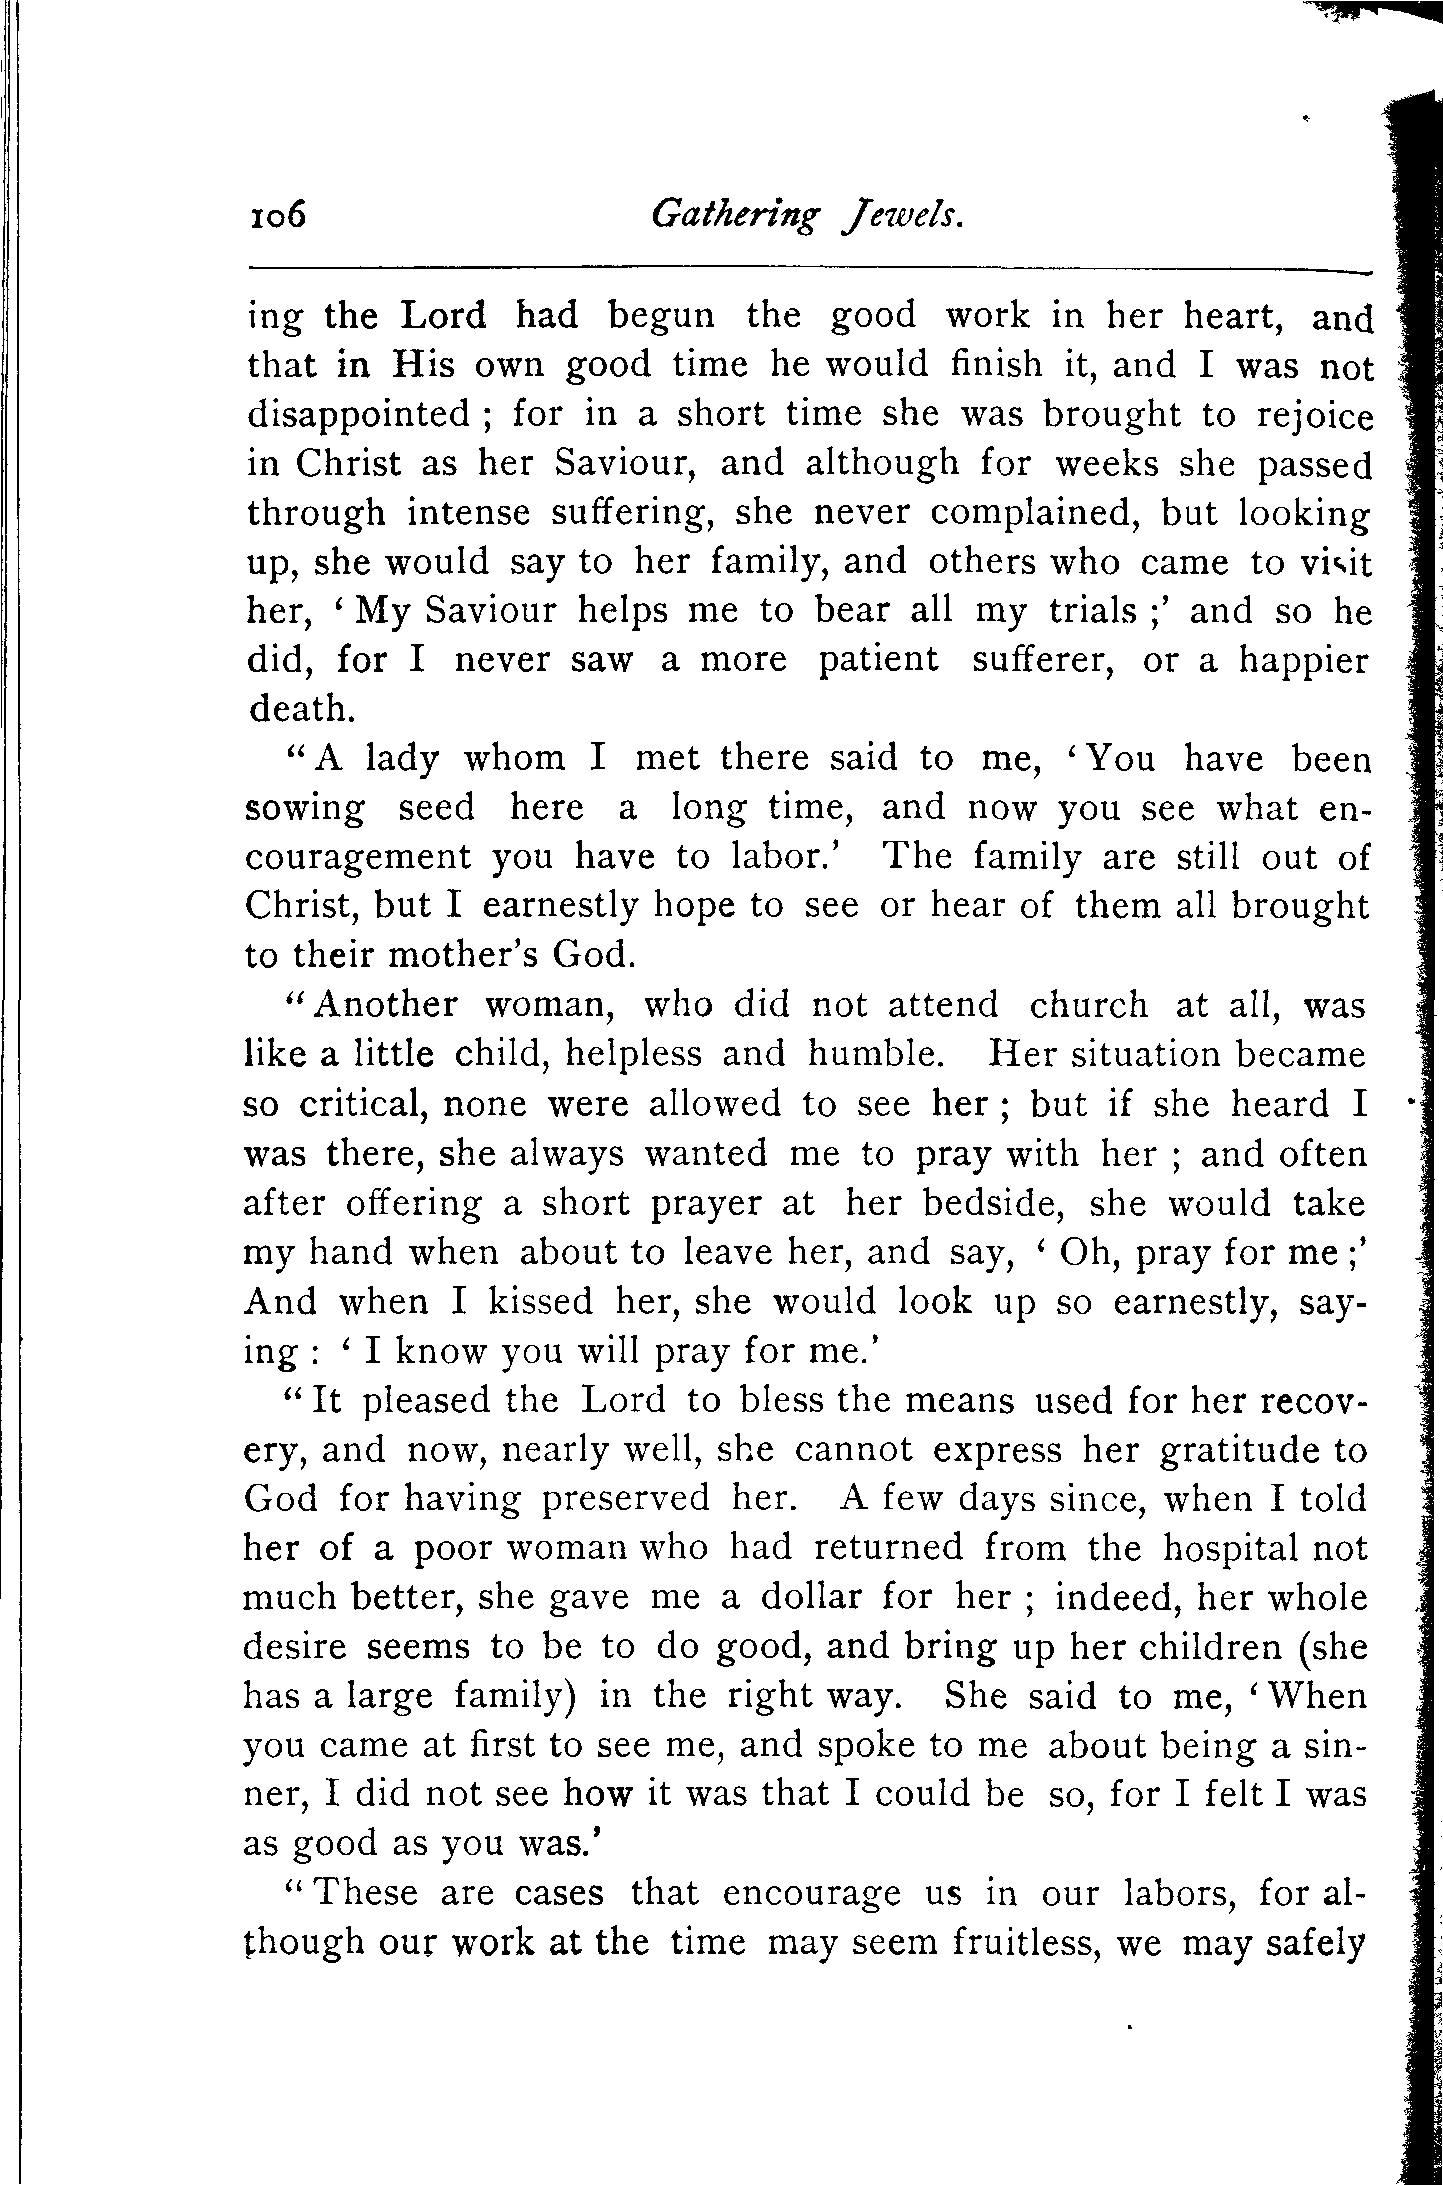 106 Gathering Jewels.
ing the Lord had begun the good work in her heart, and
that in His own good time he would finish it, and I was not
disappointed ; for in a short time she was brought to rejoice
in Christ as her Saviour, and although for weeks she passed
through intense suffering, she never complained, but looking
up, she would say to her family, and others who came to visit
her, ‘ My Saviour helps me to bear all my trials ;’ and so he
did, for I never saw a more patient sufferer, or a happier
death.
“ A lady whom I met there said to me, ‘ You have been
sowing seed here a long time, and now you see what en-
couragement you have to labor.’ The family are still out of
Christ, but I earnestly hope to see or hear of them all brought
to their mother’s God.
“ Another woman, who did not attend church at all, was
like a little child, helpless and humble. Her situation became
so critical, none were allowed to see her ; but if she heard I
was there, she always wanted me to pray with her ; and often
after offering a short prayer at her bedside, she would take
my hand when about to leave her, and say, ‘ Oh, pray for me ;’
And when I kissed her, she would look up so earnestly, say-
ing : ‘ I know you will pray for me.’
“ It pleased the Lord to bless the means used for her recov-
ery, and now, nearly well, she cannot express her gratitude to
God for having preserved her. A few days since, when I told
her of a poor woman who had returned from the hospital not
much better, she gave me a dollar for her ; indeed, her whole
desire seems to be to do good, and bring up her children (she
has a large family) in the right way. She said to me, ‘ When
you came at first to see me, and spoke to me about being a sin-
ner, I did not see how it was that I could be so, for I felt I was
as good as you was.’
“ These are cases that encourage us in our labors, for al-
though our work at the time may seem fruitless, we may safely